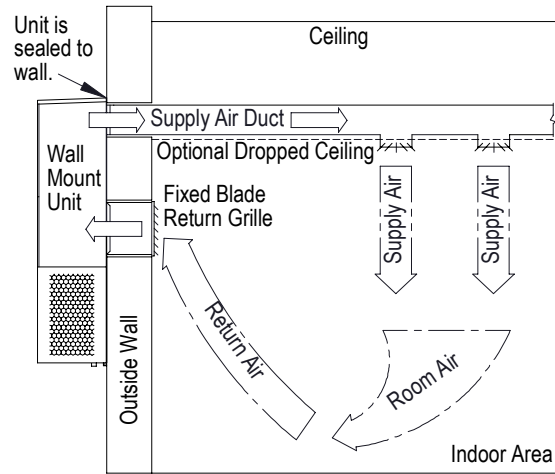 Unit is
sealed to
wall.
Ceiling
Supply Air Duct
Optional Dropped Ceiling
Wall
Mount
Unit
Fixed Blade
Return Grille
Supply Air
Supply Air
Return Air
Room Air
Outside Wall
Indoor Area